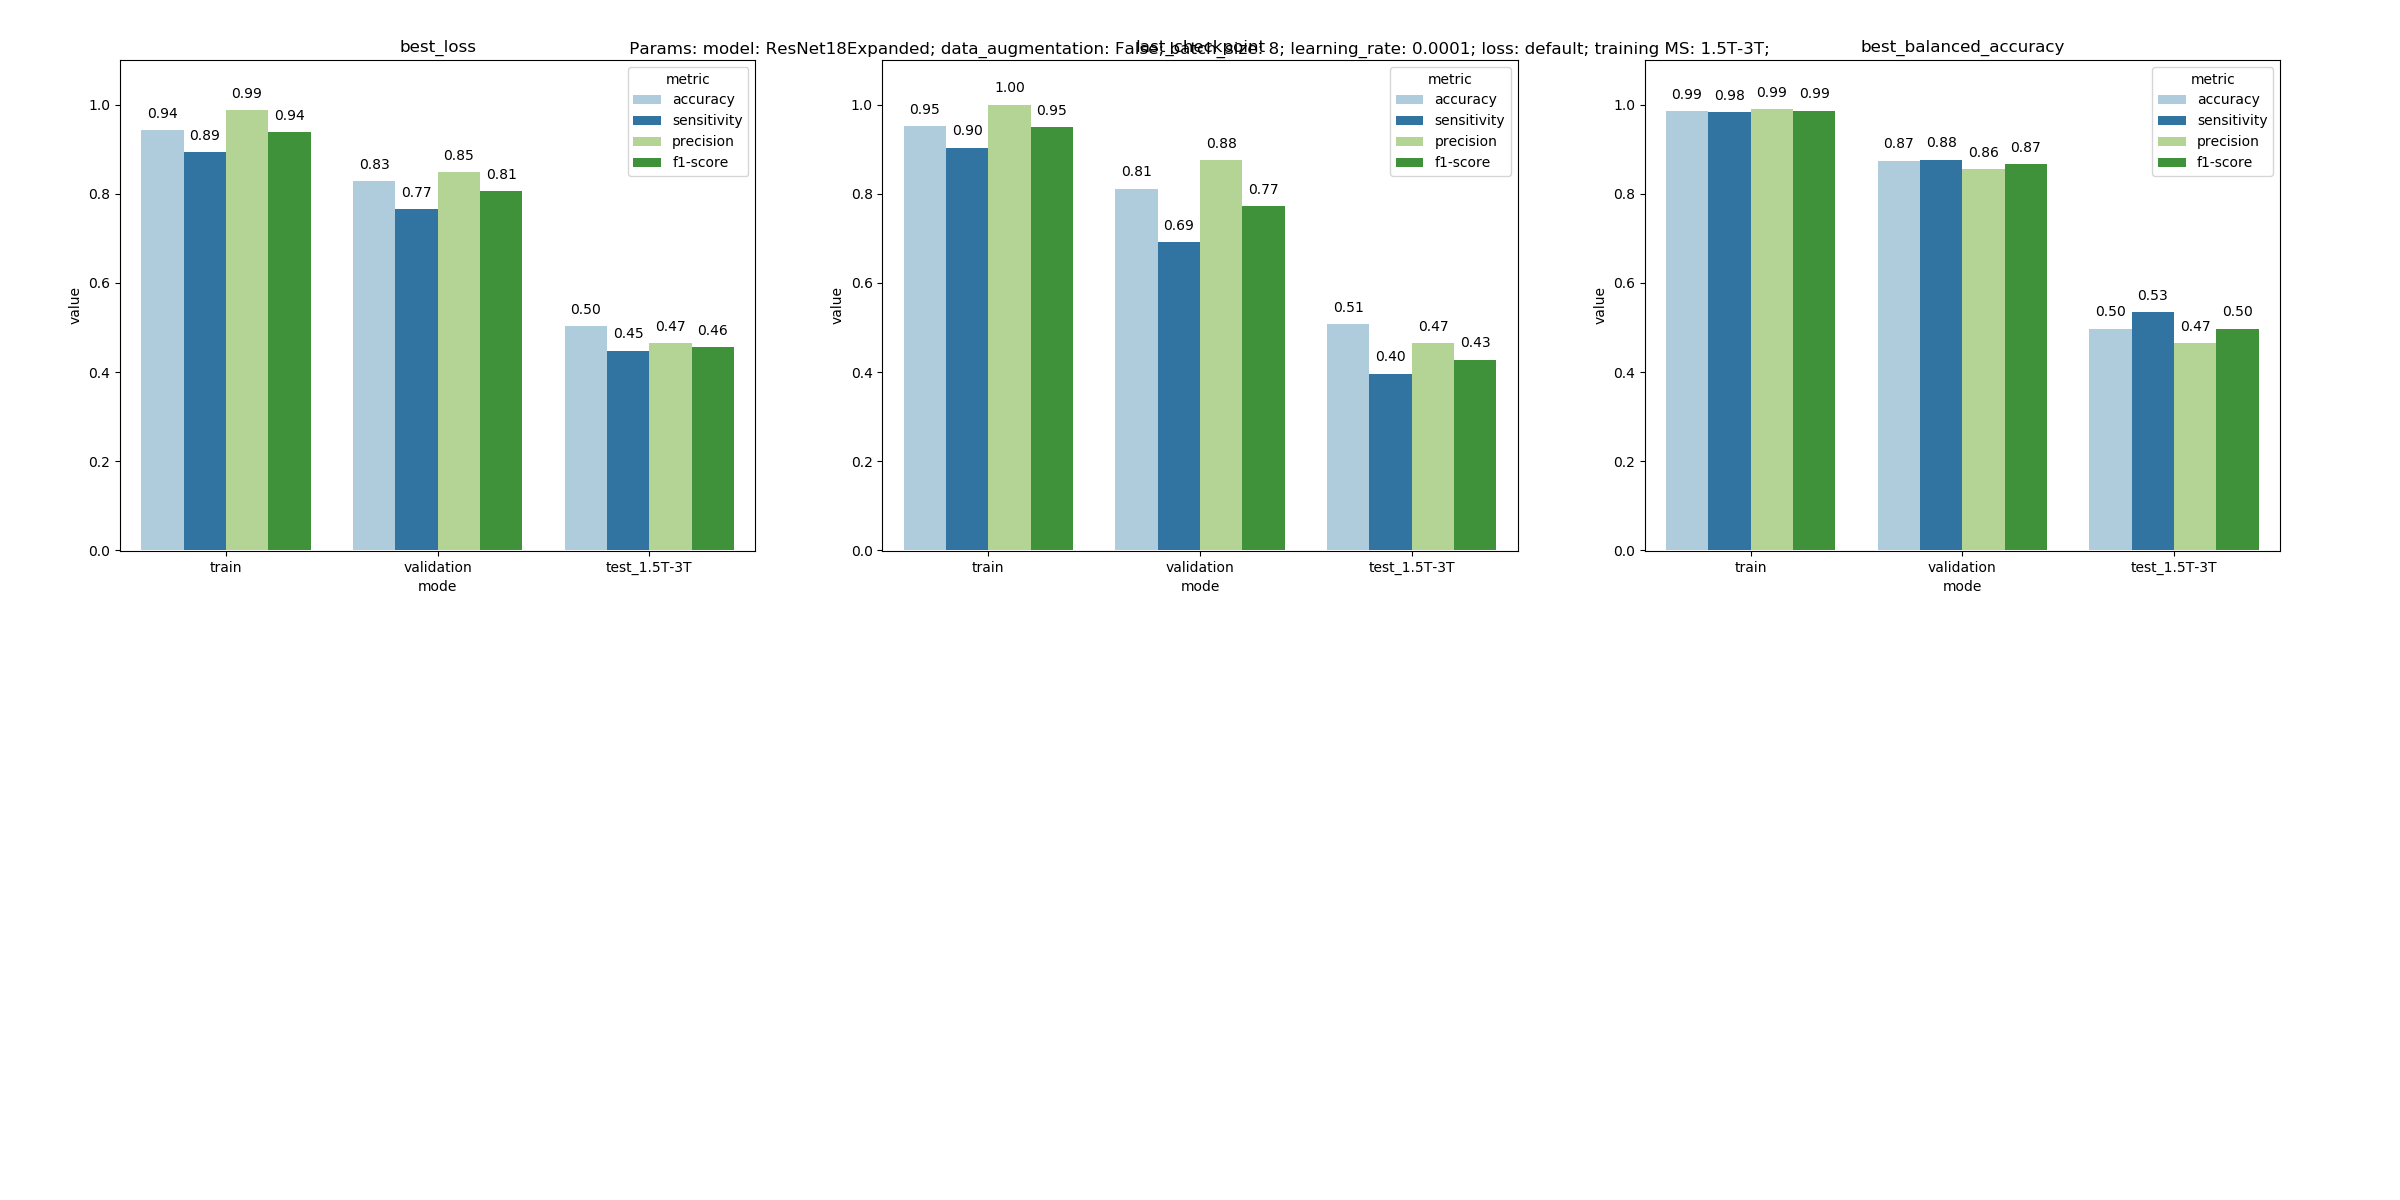 best_loss
Params: model: ResNet18Expanded; data_augmentation: False; batch size: 8; learning_rate: 0.0001; loss: default; training MS: 1.5T-3T;
last_checkpoint
best_balanced_accuracy
metric
accuracy
sensitivity
precision
f1-score
1.0
0.8
0.6
0.4
0.2
0.0
value
0.94
0.89
0.99
0.94
0.83
0.77
0.85
0.81
0.50
0.45
0.47
0.46
train
validation
test_1.5T-3T
mode
metric
accuracy
sensitivity
precision
f1-score
1.0
0.8
0.6
0.4
0.2
0.0
value
0.95
0.90
1.00
0.95
0.81
0.69
0.88
0.77
0.51
0.40
0.47
0.43
train
validation
test_1.5T-3T
mode
metric
accuracy
sensitivity
precision
f1-score
1.0
0.8
0.6
0.4
0.2
0.0
value
0.99
0.98
0.99
0.99
0.87
0.88
0.86
0.87
0.50
0.53
0.47
0.50
train
validation
test_1.5T-3T
mode